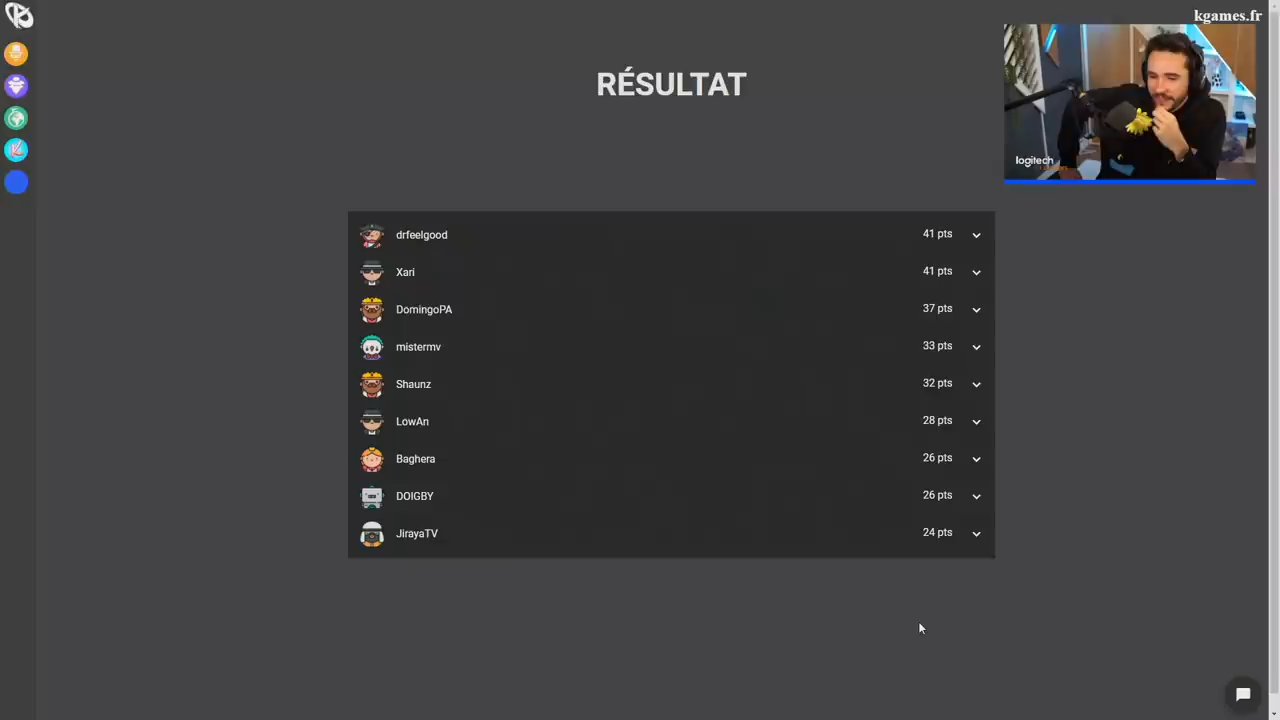 kgames.fr
RÉSULTAT
logitech
drfeelgood 41 pts
Xari 41 pts
DomingoPA 37 pts
mistermv 33 pts
Shaunz 32 pts
LowAn 28 pts
Baghera 26 pts
DOIGBY 26 pts
JirayaTV 24 pts